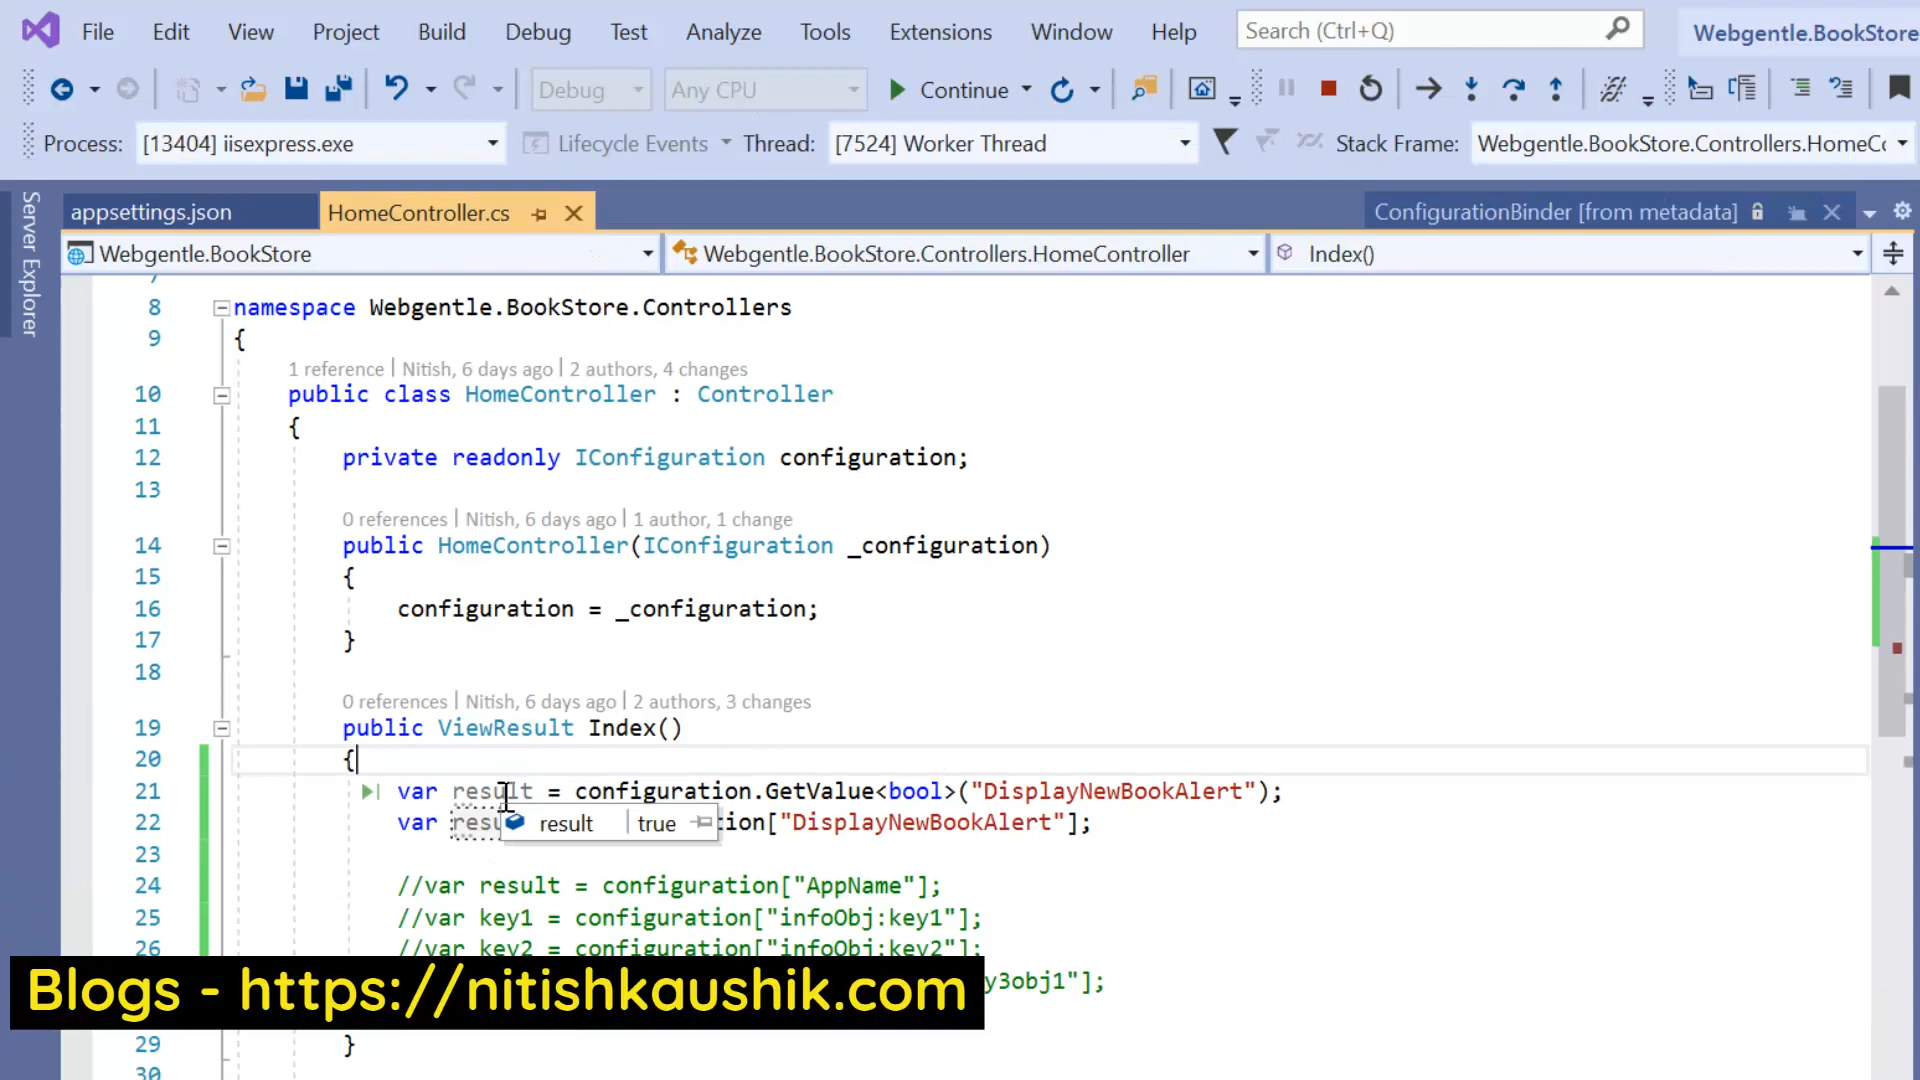 File Edit View Project Build Debug Test Analyze Tools Extensions Window Help Search (Ctrl+Q) Webgentle.BookStore
Debug Any CPU Continue
Process: [13404] iisexpress.exe Lifecycle Events Thread: [7524] Worker Thread Stack Frame: Webgentle.BookStore.Controllers.HomeC
Server Explorer
appsettings.json HomeController.cs ConfigurationBinder [from metadata]
Webgentle.BookStore Webgentle.BookStore.Controllers.HomeController Index()
7
8 namespace Webgentle.BookStore.Controllers
9 {
1 reference | Nitish, 6 days ago | 2 authors, 4 changes
10 public class HomeController : Controller
11 {
12 private readonly IConfiguration configuration;
13
0 references | Nitish, 6 days ago | 1 author, 1 change
14 public HomeController(IConfiguration _configuration)
15 {
16 configuration = _configuration;
17 }
18
0 references | Nitish, 6 days ago | 2 authors, 3 changes
19 public ViewResult Index()
20 {
21 var result = configuration.GetValue<bool>("DisplayNewBookAlert");
22 var resu result true ion["DisplayNewBookAlert"];
23
24 //var result = configuration["AppName"];
25 //var key1 = configuration["infoObj:key1"];
26 //var key2 = configuration["infoObj:key2"];
y3obj1"];
Blogs - https://nitishkaushik.com
29 }
30